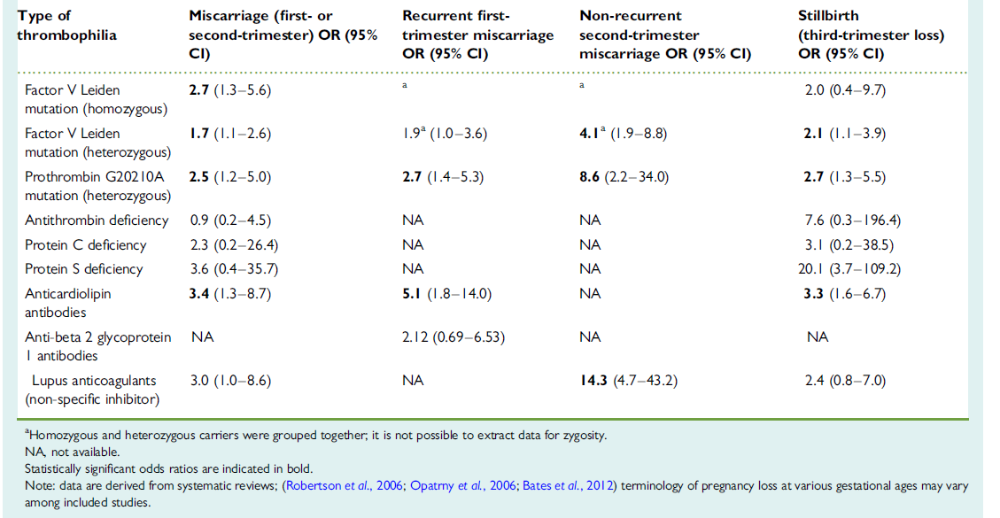 Type of thrombophilia | Miscarriage (first- or second-trimester) OR (95% CI) | Recurrent first-trimester miscarriage OR (95% CI) | Non-recurrent second-trimester miscarriage OR (95% CI) | Stillbirth (third-trimester loss) OR (95% CI)
Factor V Leiden mutation (homozygous) | 2.7 (1.3–5.6) | a | a | 2.0 (0.4–9.7)
Factor V Leiden mutation (heterozygous) | 1.7 (1.1–2.6) | 1.9a (1.0–3.6) | 4.1a (1.9–8.8) | 2.1 (1.1–3.9)
Prothrombin G20210A mutation (heterozygous) | 2.5 (1.2–5.0) | 2.7 (1.4–5.3) | 8.6 (2.2–34.0) | 2.7 (1.3–5.5)
Antithrombin deficiency | 0.9 (0.2–4.5) | NA | NA | 7.6 (0.3–196.4)
Protein C deficiency | 2.3 (0.2–26.4) | NA | NA | 3.1 (0.2–38.5)
Protein S deficiency | 3.6 (0.4–35.7) | NA | NA | 20.1 (3.7–109.2)
Anticardiolipin antibodies | 3.4 (1.3–8.7) | 5.1 (1.8–14.0) | NA | 3.3 (1.6–6.7)
Anti-beta 2 glycoprotein 1 antibodies | NA | 2.12 (0.69–6.53) | NA | NA
Lupus anticoagulants (non-specific inhibitor) | 3.0 (1.0–8.6) | NA | 14.3 (4.7–43.2) | 2.4 (0.8–7.0)
aHomozygous and heterozygous carriers were grouped together; it is not possible to extract data for zygosity.
NA, not available.
Statistically significant odds ratios are indicated in bold.
Note: data are derived from systematic reviews; (Robertson et al., 2006; Opatrny et al., 2006; Bates et al., 2012) terminology of pregnancy loss at various gestational ages may vary
among included studies.